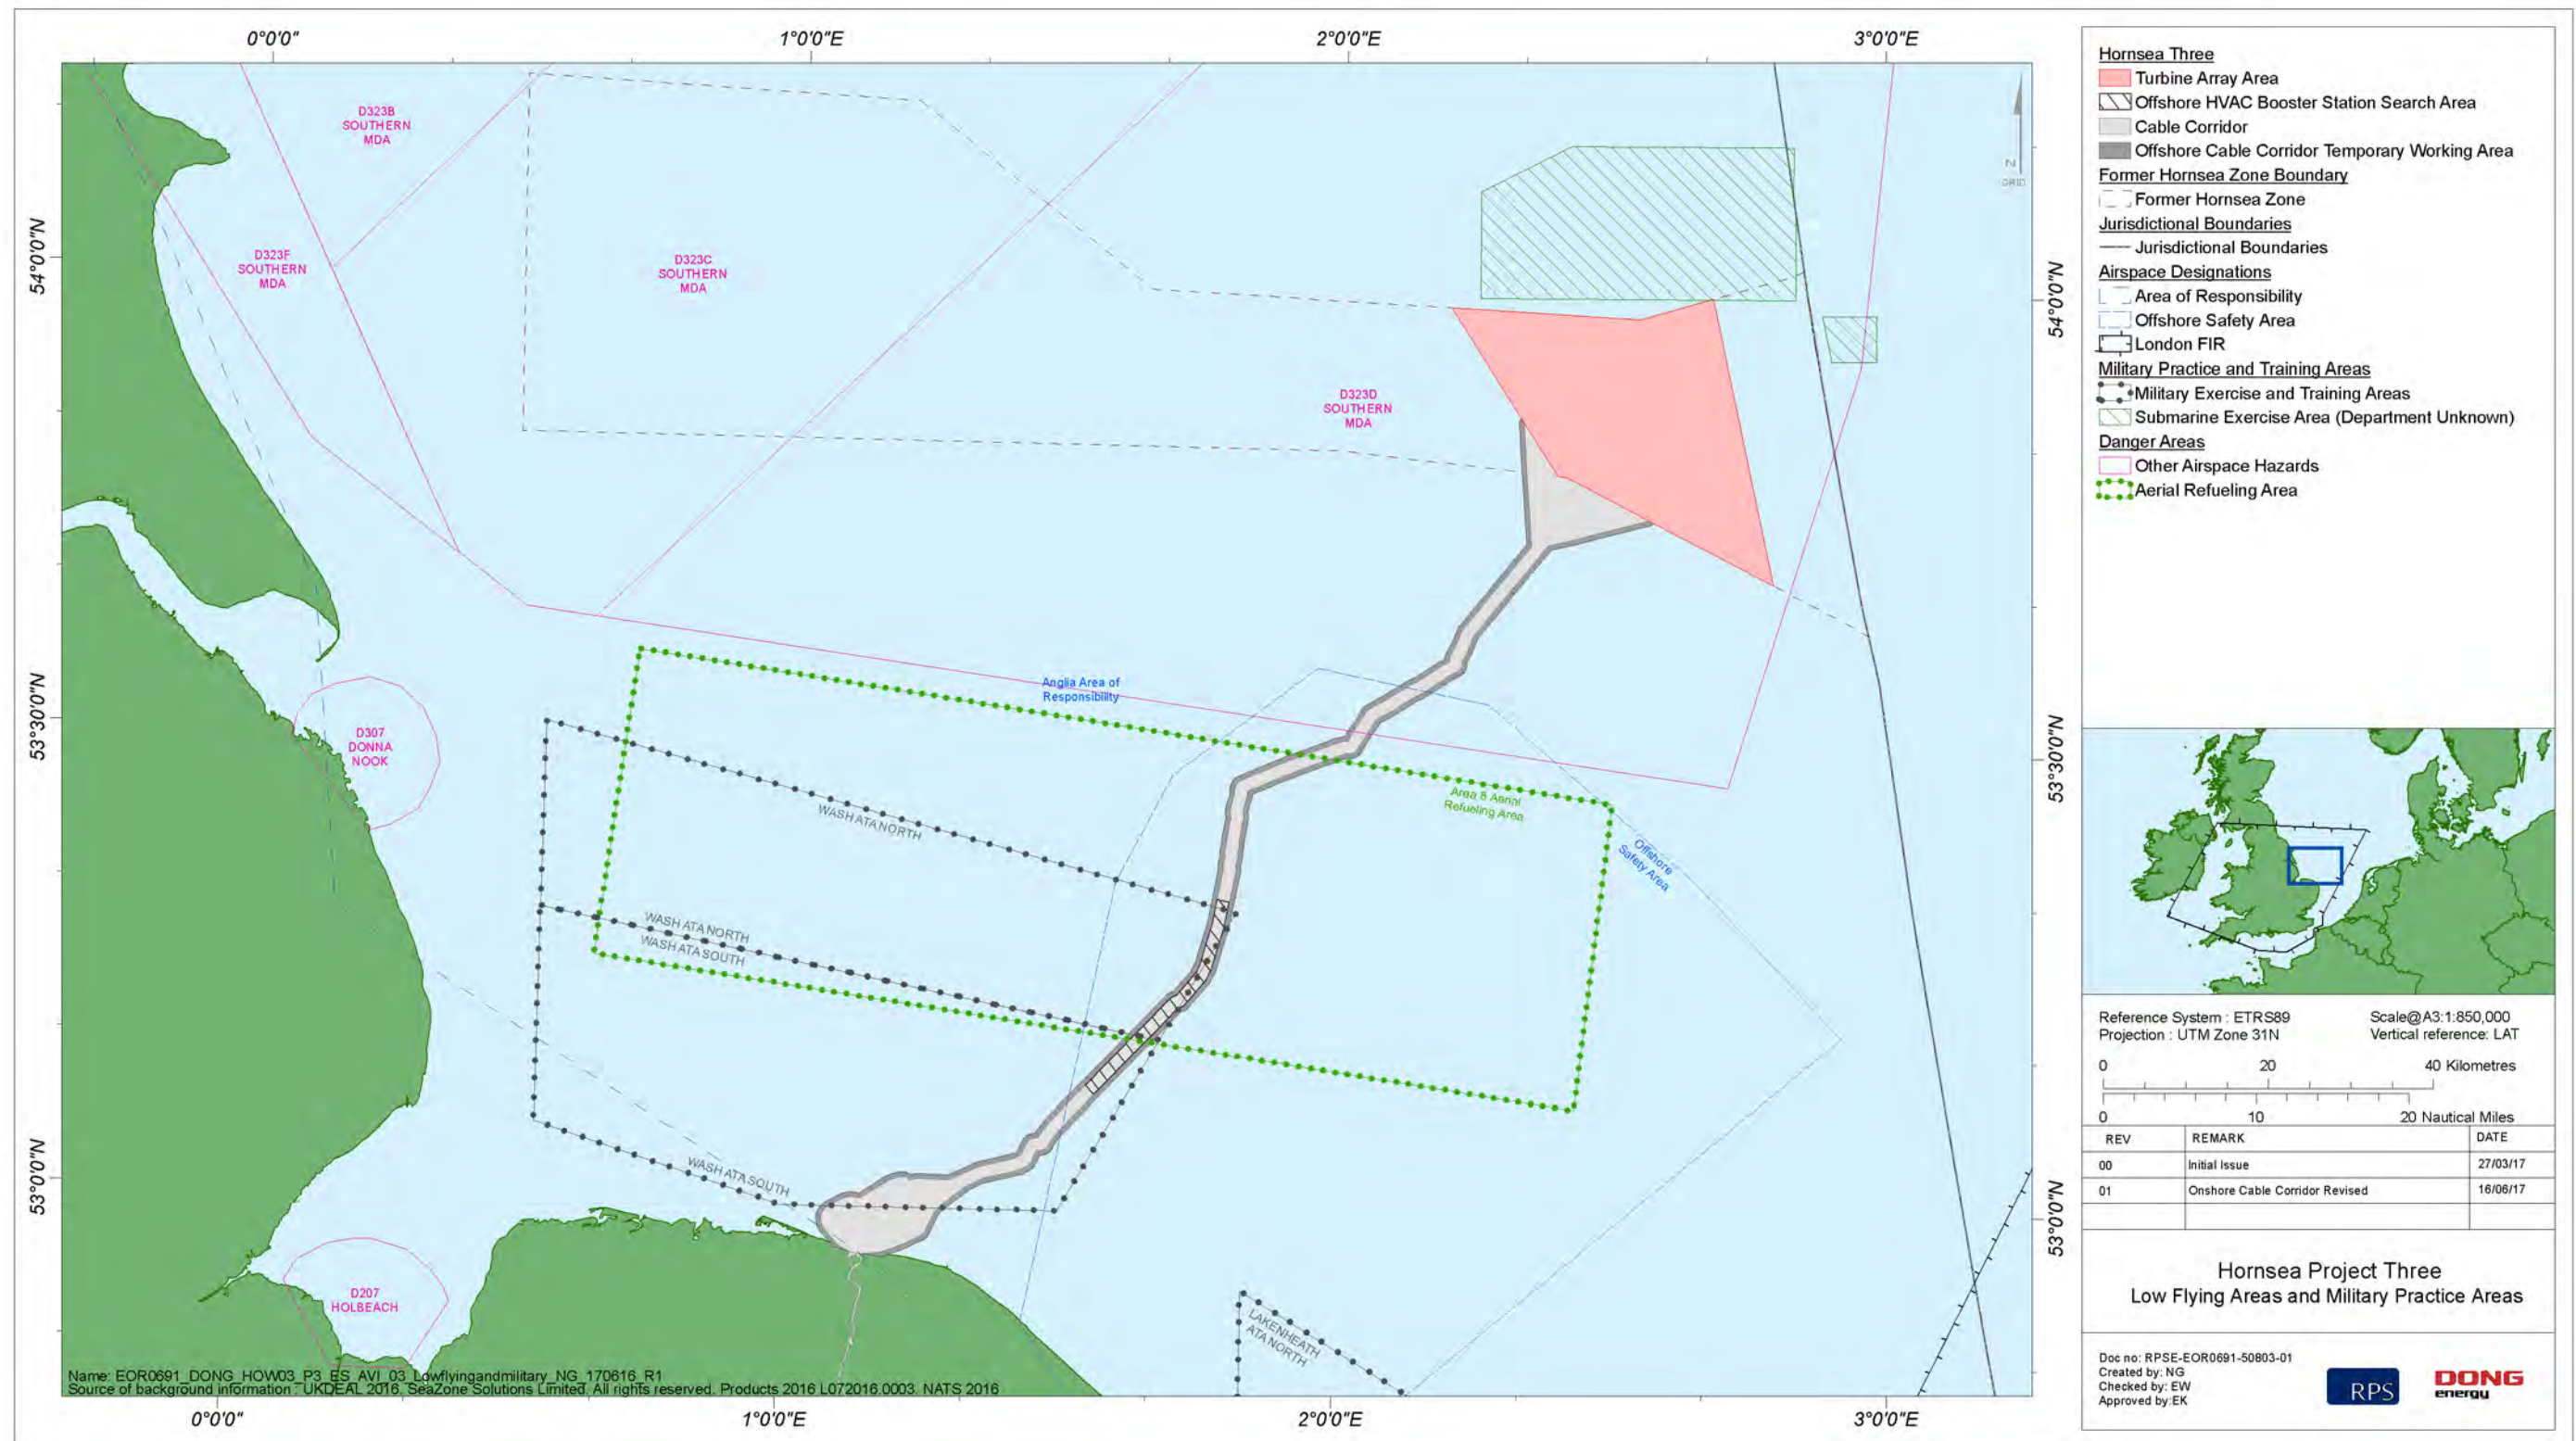 0°0'0"
1°0'0"E
2°0'0"E
3°0'0"E
54°0'0"N
53°30'0"N
53°0'0"N
54°0'0"N
53°30'0"N
53°0'0"N
0°0'0"
1°0'0"E
2°0'0"E
3°0'0"E
N
GRID
D323B
SOUTHERN
MDA
D323F
SOUTHERN
MDA
D323C
SOUTHERN
MDA
D323D
SOUTHERN
MDA
D307
DONNA
NOOK
Anglia Area of
Responsibility
WASH ATA NORTH
Area 8 Aerial
Refueling Area
Offshore
Safety Area
WASH ATA NORTH
WASH ATA SOUTH
WASH ATA SOUTH
D207
HOLBEACH
LAKENHEATH
ATA NORTH
Name: EOR0691_DONG_HOW03_P3_ES_AVI_03_Lowflyingandmilitary_NG_170616_R1
Source of background information : UKDEAL 2016, SeaZone Solutions Limited. All rights reserved. Products 2016 L072016.0003. NATS 2016
Hornsea Three
Turbine Array Area
Offshore HVAC Booster Station Search Area
Cable Corridor
Offshore Cable Corridor Temporary Working Area
Former Hornsea Zone Boundary
Former Hornsea Zone
Jurisdictional Boundaries
Jurisdictional Boundaries
Airspace Designations
Area of Responsibility
Offshore Safety Area
London FIR
Military Practice and Training Areas
Military Exercise and Training Areas
Submarine Exercise Area (Department Unknown)
Danger Areas
Other Airspace Hazards
Aerial Refueling Area
Reference System : ETRS89 Scale@A3:1:850,000
Projection : UTM Zone 31N Vertical reference: LAT
0 20 40 Kilometres
0 10 20 Nautical Miles
REV REMARK DATE
00 Initial Issue 27/03/17
01 Onshore Cable Corridor Revised 16/06/17
Hornsea Project Three
Low Flying Areas and Military Practice Areas
Doc no: RPSE-EOR0691-50803-01
Created by: NG
Checked by: EW
Approved by:EK
RPS
DONG
energy